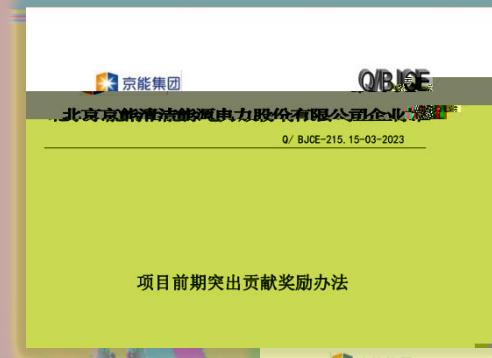 京能集团
Q/BJCE
北京京能清洁能源电力股份有限公司企业
Q/ BJCE-215.15-03-2023
项目前期突出贡献奖励办法